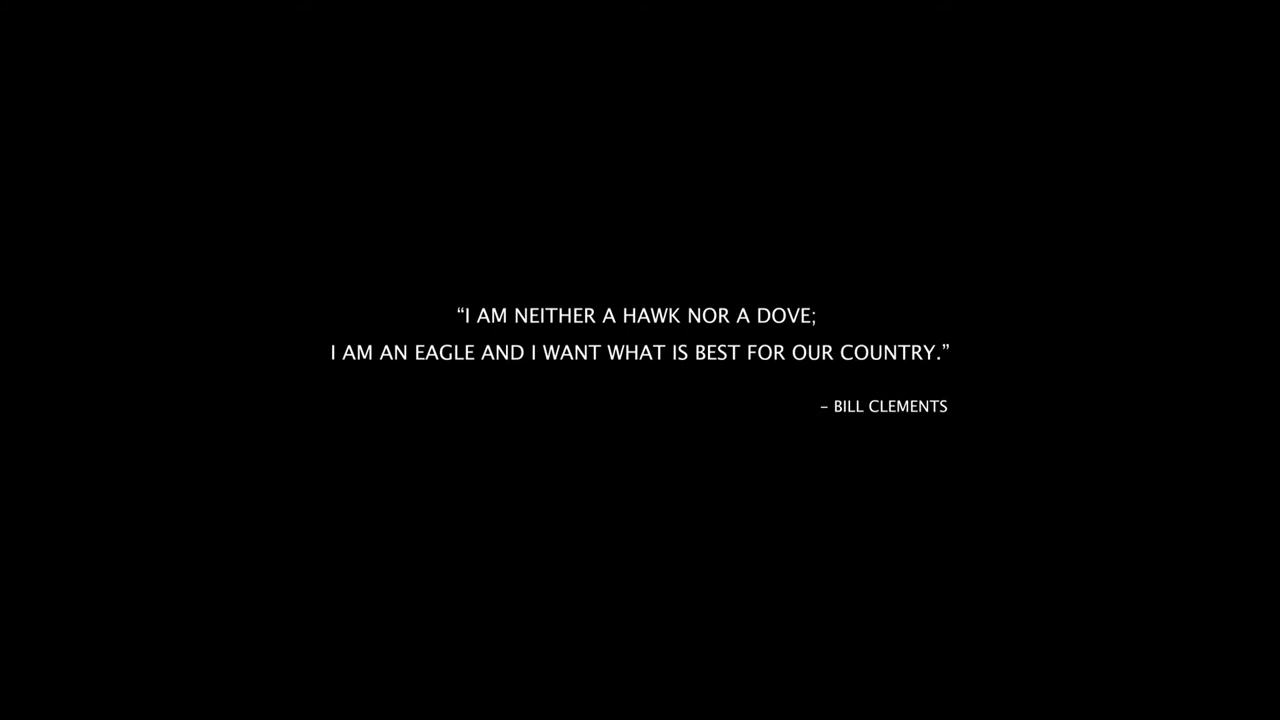 “I AM NEITHER A HAWK NOR A DOVE;
I AM AN EAGLE AND I WANT WHAT IS BEST FOR OUR COUNTRY.”
– BILL CLEMENTS